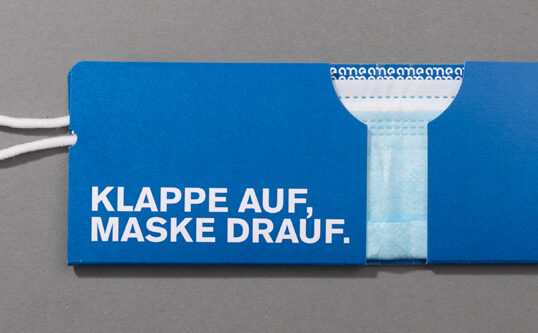 KLAPPE AUF,
MASKE DRAUF.